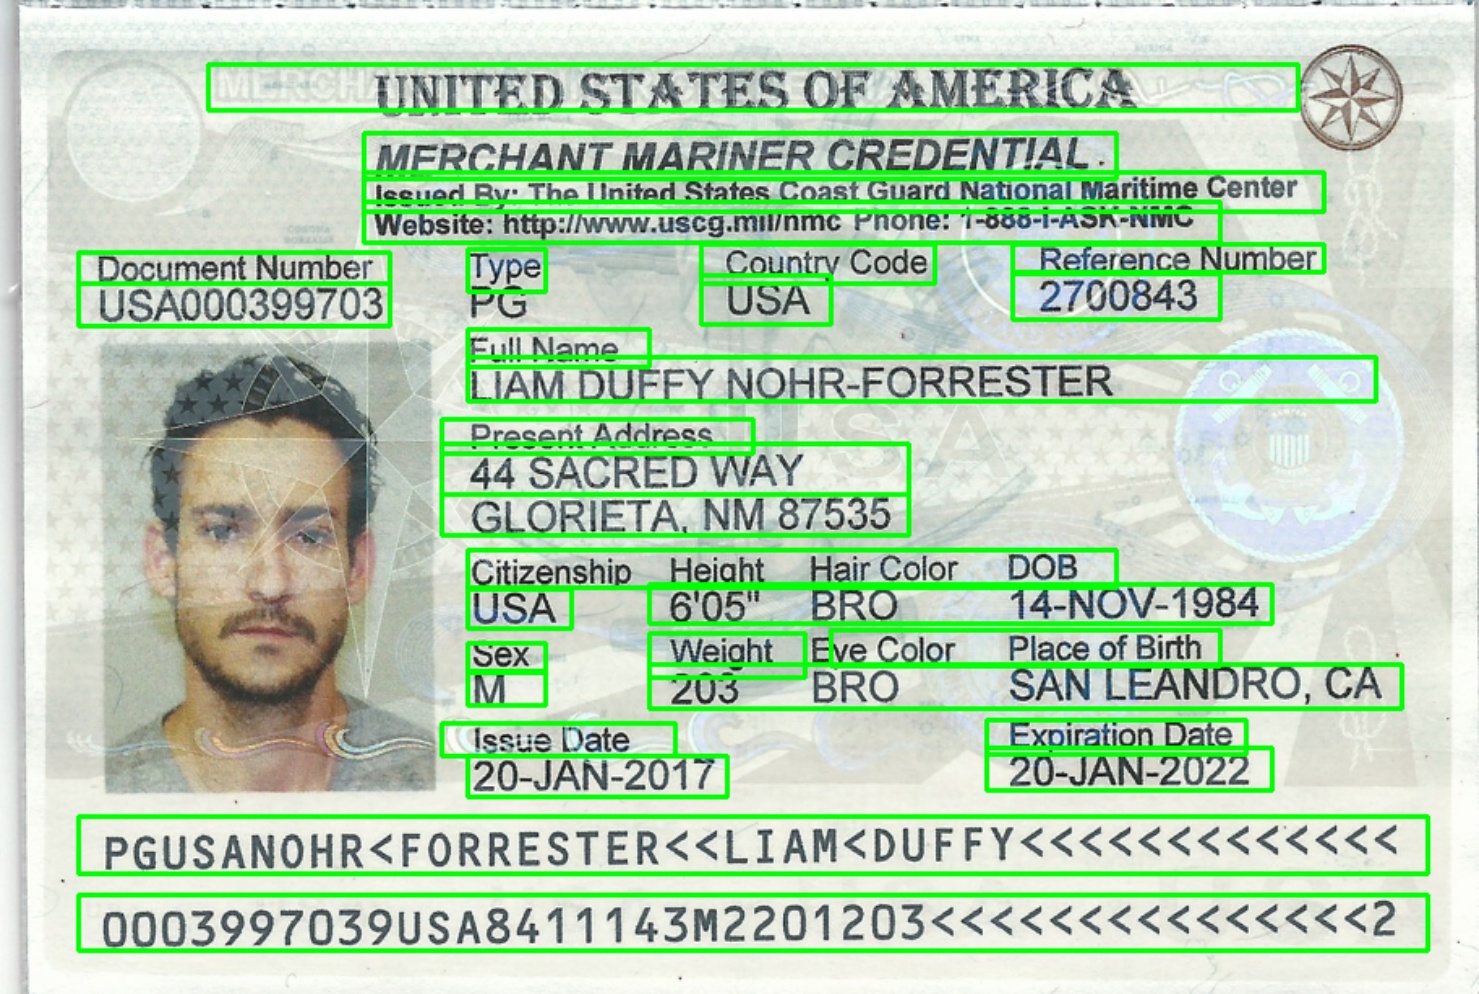 UNITED STATES OF AMERICA
MERCHANT MARINER CREDENTIAL
Issued By: The United States Coast Guard National Maritime Center
Website: http://www.uscg.mil/nmc Phone: 1-888-I-ASK-NMC
Document Number Type Country Code Reference Number
USA000399703 PG USA 2700843
Full Name
LIAM DUFFY NOHR-FORRESTER
Present Address
44 SACRED WAY
GLORIETA, NM 87535
Citizenship Height Hair Color DOB
USA 6'05" BRO 14-NOV-1984
Sex Weight Eye Color Place of Birth
M 203 BRO SAN LEANDRO, CA
Issue Date Expiration Date
20-JAN-2017 20-JAN-2022
PGUSANOHR<FORRESTER<<LIAM<DUFFY<<<<<<<<<<<<<
0003997039USA8411143M2201203<<<<<<<<<<<<<<<2